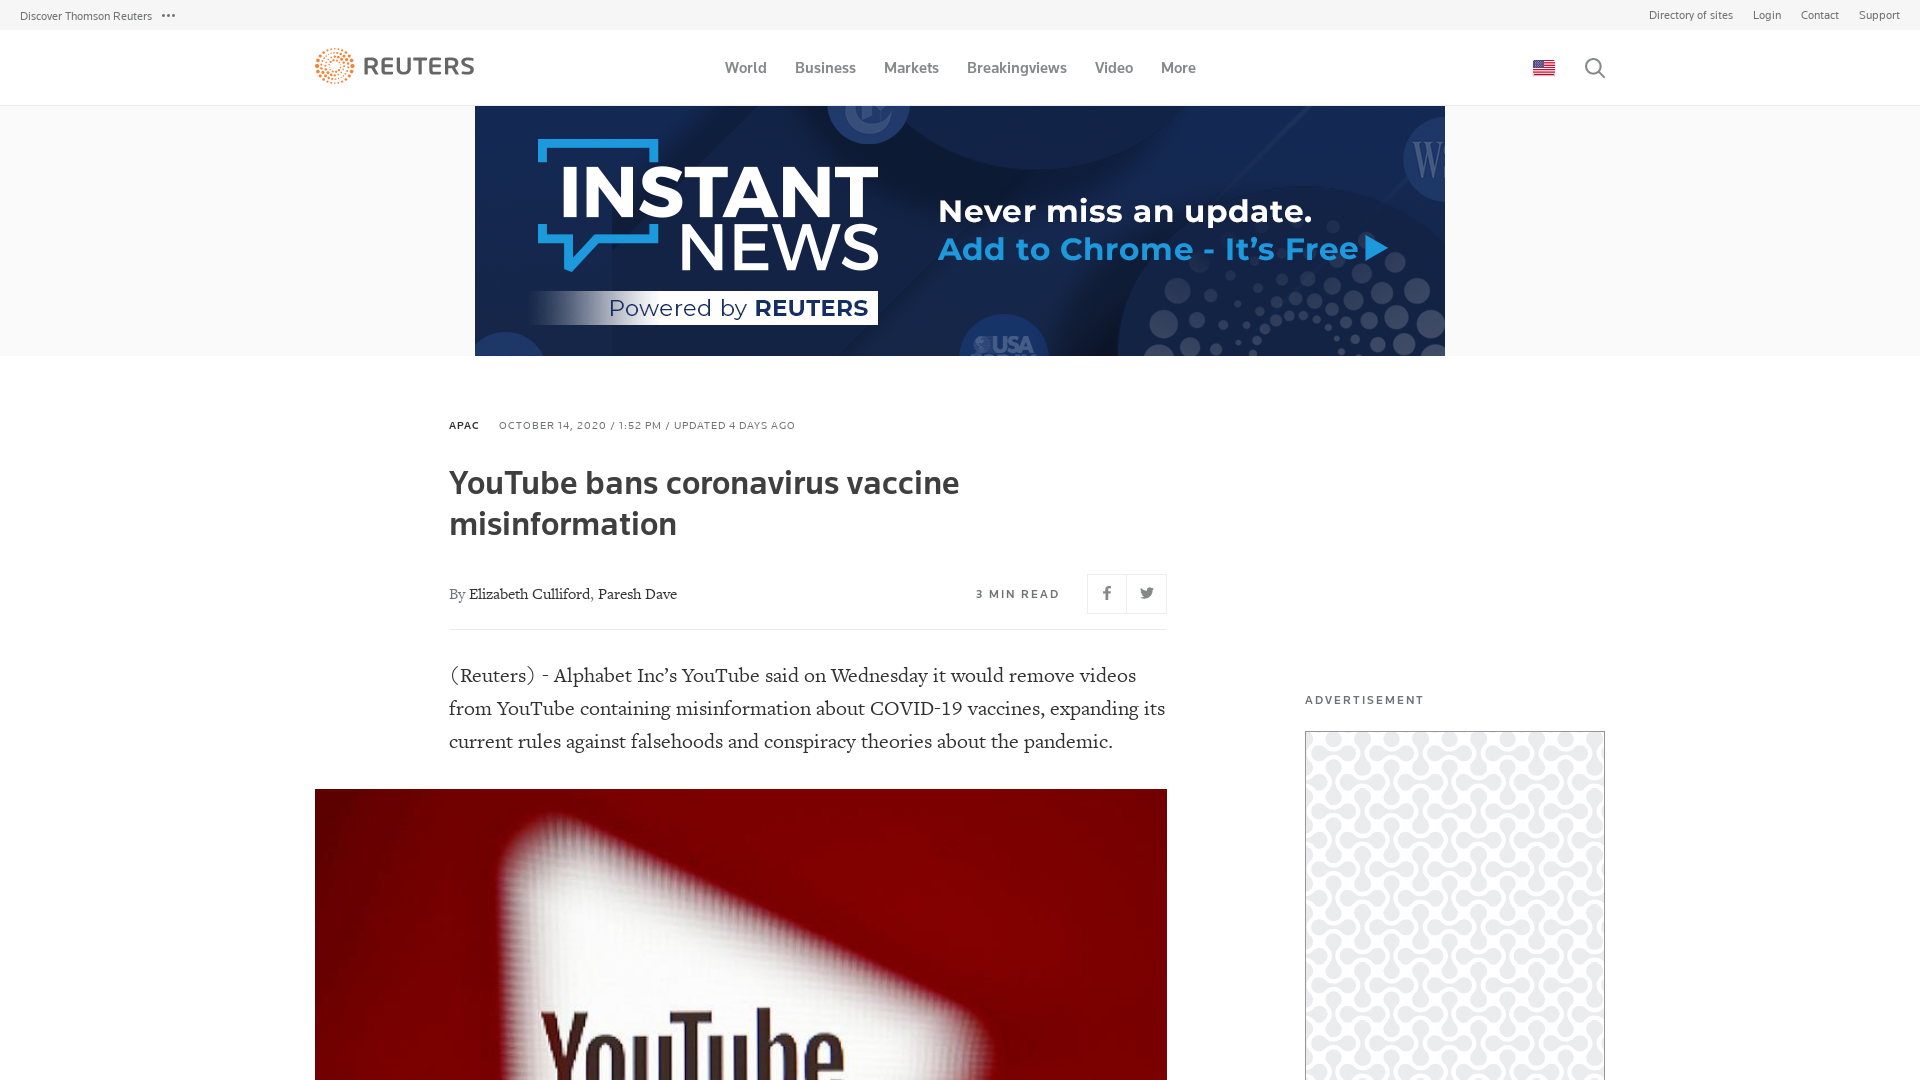 Discover Thomson Reuters
Directory of sites Login Contact Support
REUTERS
World Business Markets Breakingviews Video More
INSTANT
NEWS
Powered by REUTERS
Never miss an update.
Add to Chrome - It’s Free
USA
APAC OCTOBER 14, 2020 / 1:52 PM / UPDATED 4 DAYS AGO
YouTube bans coronavirus vaccine
misinformation
By Elizabeth Culliford, Paresh Dave
3 MIN READ
(Reuters) - Alphabet Inc’s YouTube said on Wednesday it would remove videos
from YouTube containing misinformation about COVID-19 vaccines, expanding its
current rules against falsehoods and conspiracy theories about the pandemic.
ADVERTISEMENT
YouTube